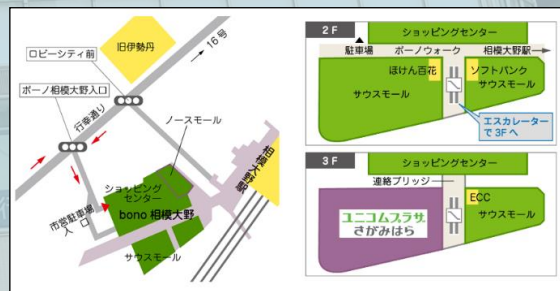 旧伊勢丹
→16号
ロビーシティ前
ボーノ相模大野入口
行幸通り
ノースモール
相模大野駅
ショッピング
センター
bono 相模大野
市営駐車場
入口
サウスモール
2F
ショッピングセンター
駐車場
ボーノウォーク
相模大野駅
ほけん百花
ソフトバンク
サウスモール
サウスモール
エスカレーター
で 3F へ
3F
ショッピングセンター
連絡ブリッジ
ECC
ユニコムプラザ
さがみはら
サウスモール